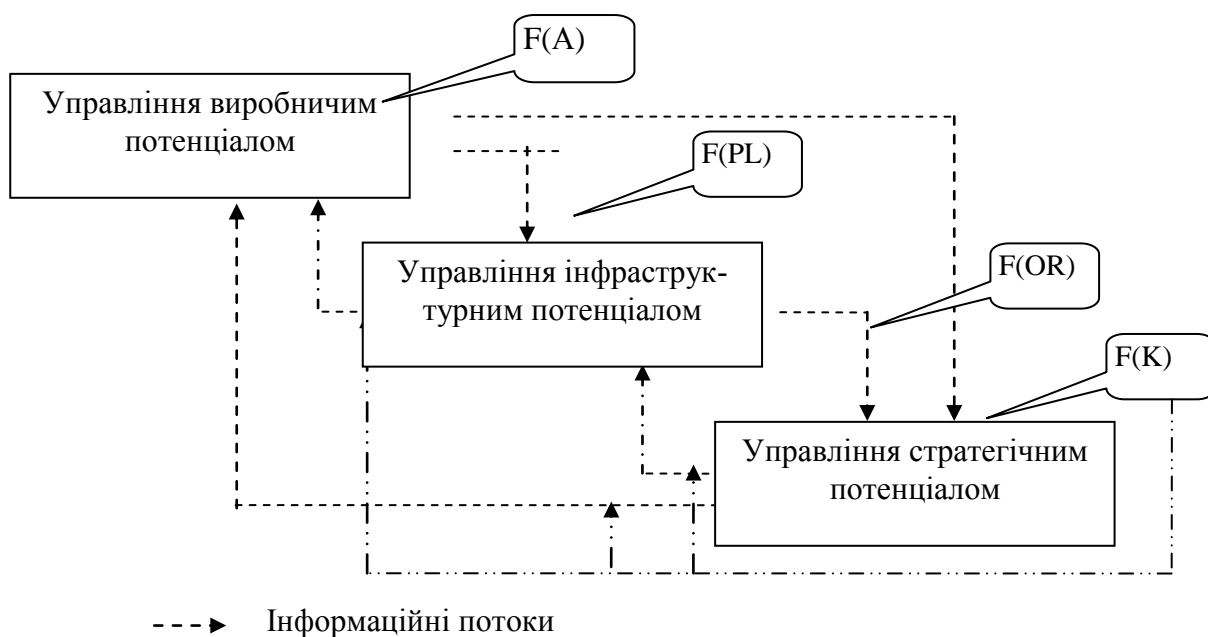 F(A)
Управління виробничим
потенціалом
F(PL)
Управління інфраструк-
турним потенціалом
F(OR)
F(K)
Управління стратегічним
потенціалом
Інформаційні потоки